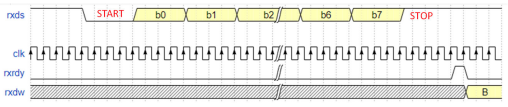 rxds START b0 b1 b2 b6 b7 STOP
clk
rxrdy
rxdw B